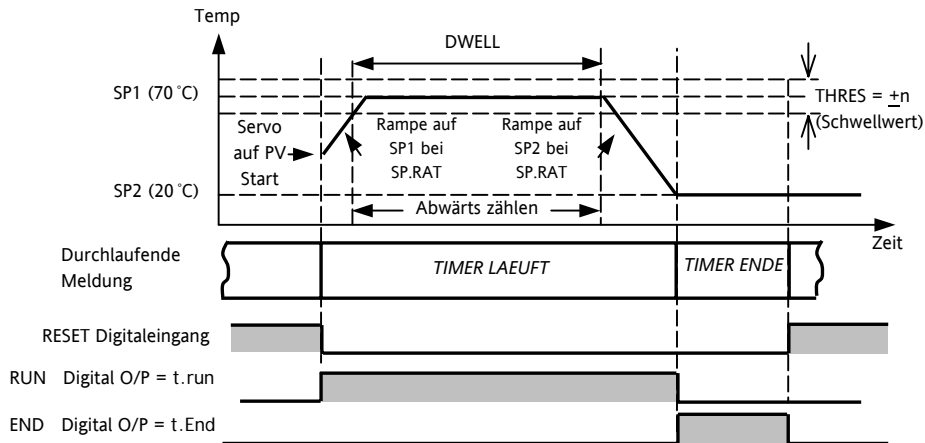 Temp
DWELL
SP1 (70 °C)
THRES = ±n
(Schwellwert)
Servo
auf PV
Start
Rampe auf
SP1 bei
SP.RAT
Rampe auf
SP2 bei
SP.RAT
SP2 (20 °C)
Abwärts zählen
Zeit
Durchlaufende
Meldung
TIMER LAEUFT
TIMER ENDE
RESET Digitaleingang
RUN Digital O/P = t.run
END Digital O/P = t.End